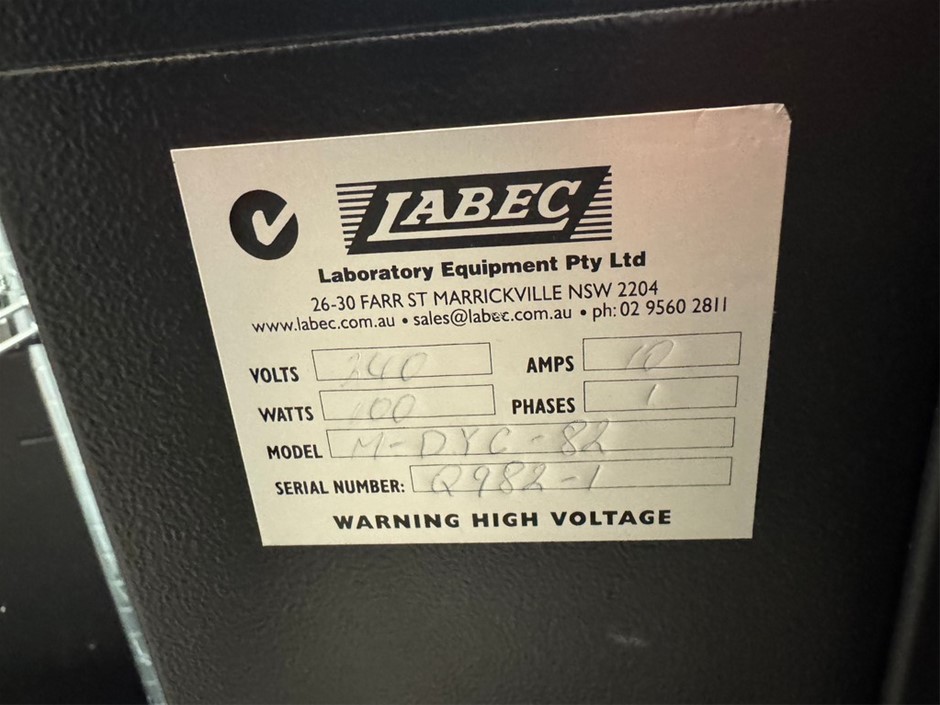 LABEC
Laboratory Equipment Pty Ltd
26-30 FARR ST MARRICKVILLE NSW 2204
www.labec.com.au • sales@labec.com.au • ph: 02 9560 2811
VOLTS 240 AMPS 10
WATTS 100 PHASES 1
MODEL M-DYC-82
SERIAL NUMBER: Q982-1
WARNING HIGH VOLTAGE